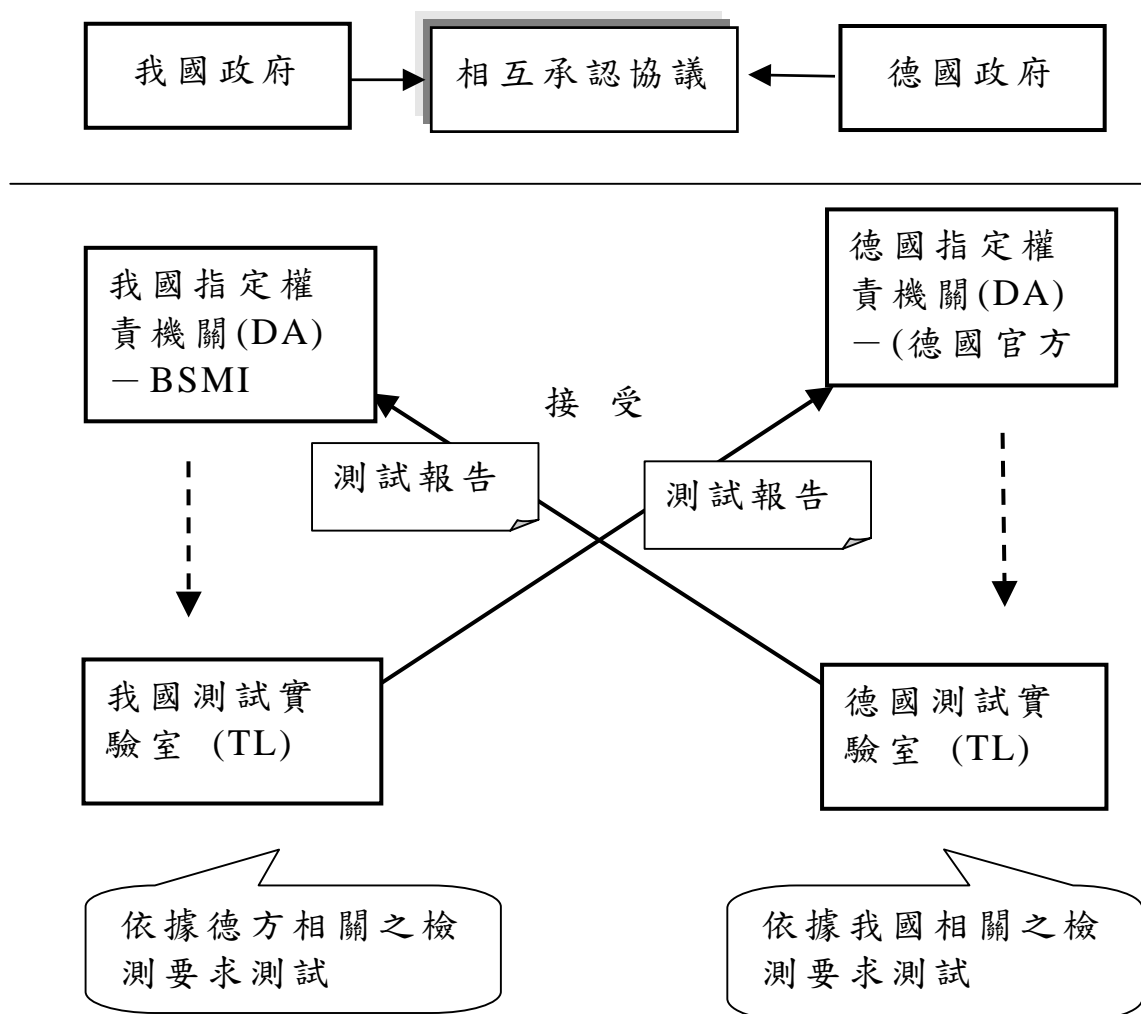 我國政府
相互承認協議
德國政府
我國指定權
責機關(DA)
－BSMI
德國指定權
責機關(DA)
－(德國官方
接受
測試報告
測試報告
我國測試實
驗室 (TL)
德國測試實
驗室 (TL)
依據德方相關之檢
測要求測試
依據我國相關之檢
測要求測試